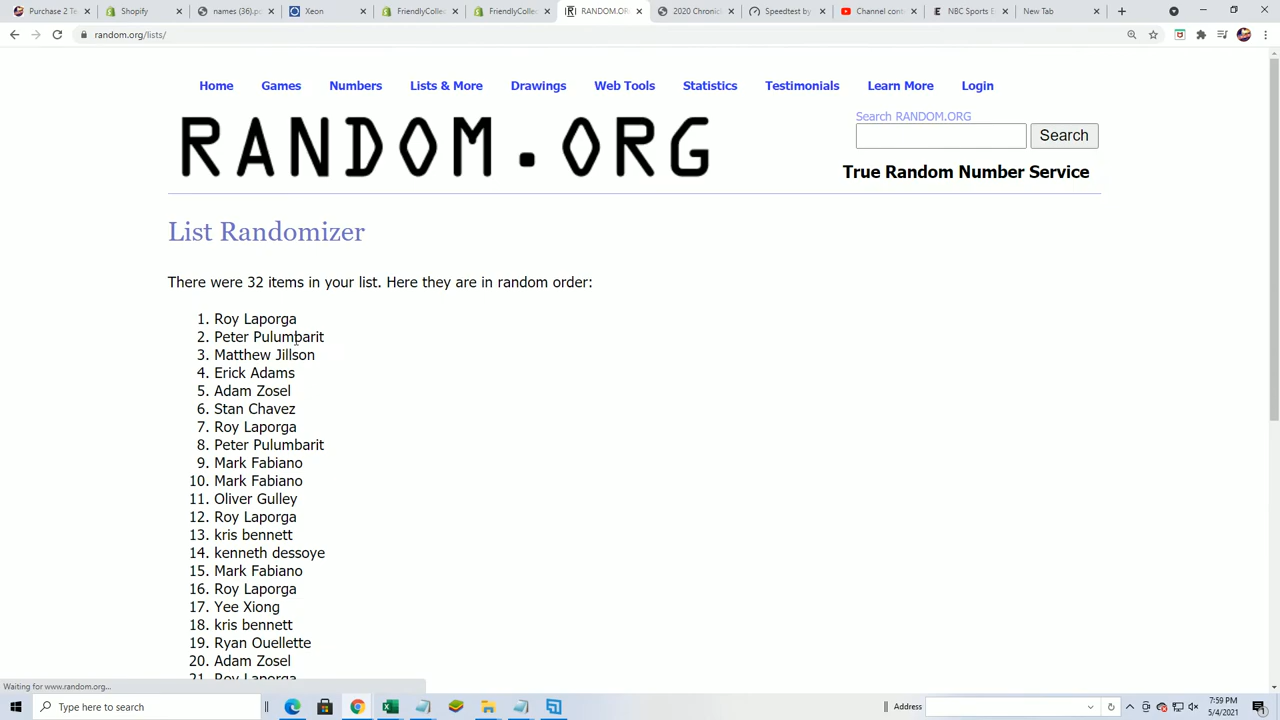 Purchase 2 Te
Shopify
names (36).p
Xeon
FriendlyColle
FriendlyColle
RANDOM.OR
2020 Chronic
Speedtest by
Channel cont
NBC Sports E
New Tab
random.org/lists/
Home Games Numbers Lists & More Drawings Web Tools Statistics Testimonials Learn More Login
RANDOM.ORG
Search RANDOM.ORG
Search
True Random Number Service
List Randomizer
There were 32 items in your list. Here they are in random order:
1. Roy Laporga
2. Peter Pulumbarit
3. Matthew Jillson
4. Erick Adams
5. Adam Zosel
6. Stan Chavez
7. Roy Laporga
8. Peter Pulumbarit
9. Mark Fabiano
10. Mark Fabiano
11. Oliver Gulley
12. Roy Laporga
13. kris bennett
14. kenneth dessoye
15. Mark Fabiano
16. Roy Laporga
17. Yee Xiong
18. kris bennett
19. Ryan Ouellette
20. Adam Zosel
21. Roy Laporga
Waiting for www.random.org...
Type here to search
Address
7:59 PM
5/4/2021